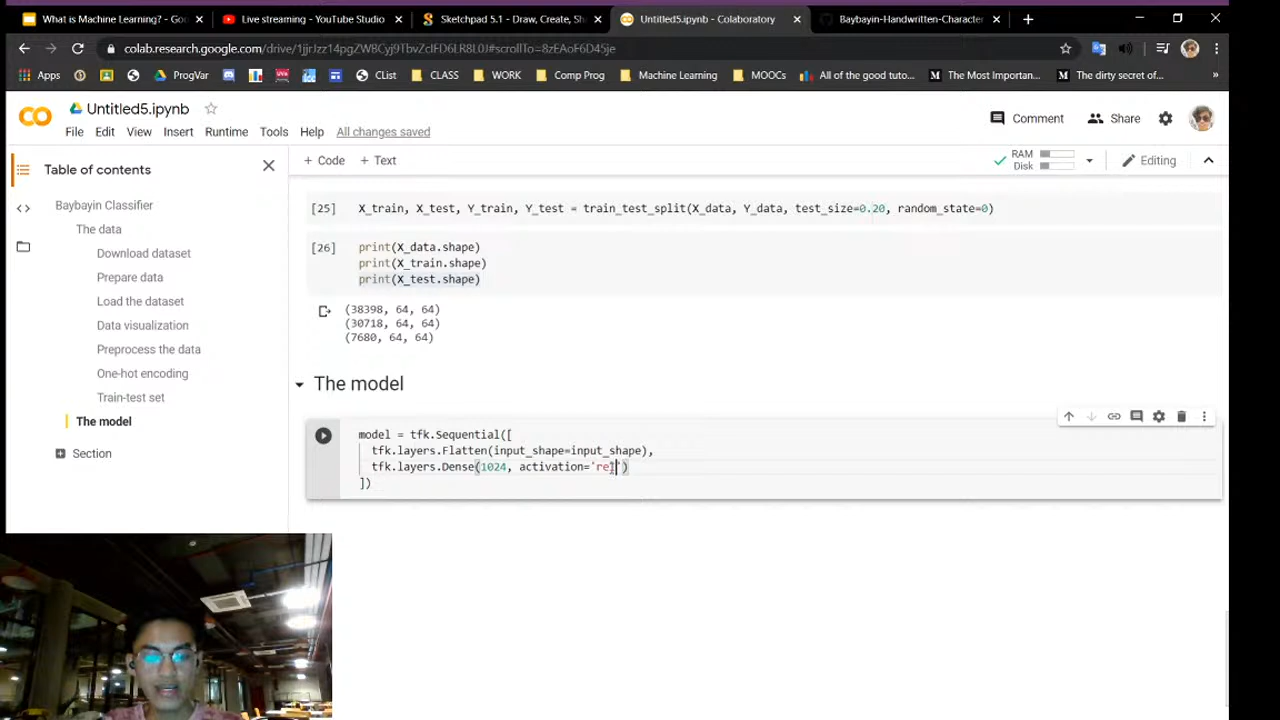 What is Machine Learning? - Goo
Live streaming - YouTube Studio
Sketchpad 5.1 - Draw, Create, Sh
Untitled5.ipynb - Colaboratory
Baybayin-Handwritten-Character
colab.research.google.com/drive/1jjrJzz14pgZW8Cyj9TbvZcIFD6LR8L0J#scrollTo=8zEAoF6D45je
Apps
ProgVar
CList
CLASS
WORK
Comp Prog
Machine Learning
MOOCs
All of the good tuto...
The Most Importan...
The dirty secret of...
»
CO
Untitled5.ipynb
File Edit View Insert Runtime Tools Help All changes saved
Comment
Share
Table of contents
+ Code + Text
RAM
Disk
Editing
Baybayin Classifier
The data
Download dataset
Prepare data
Load the dataset
Data visualization
Preprocess the data
One-hot encoding
Train-test set
The model
Section
[25] X_train, X_test, Y_train, Y_test = train_test_split(X_data, Y_data, test_size=0.20, random_state=0)
[26] print(X_data.shape)
print(X_train.shape)
print(X_test.shape)
(38398, 64, 64)
(30718, 64, 64)
(7680, 64, 64)
The model
model = tfk.Sequential([
tfk.layers.Flatten(input_shape=input_shape),
tfk.layers.Dense(1024, activation='rel')
])